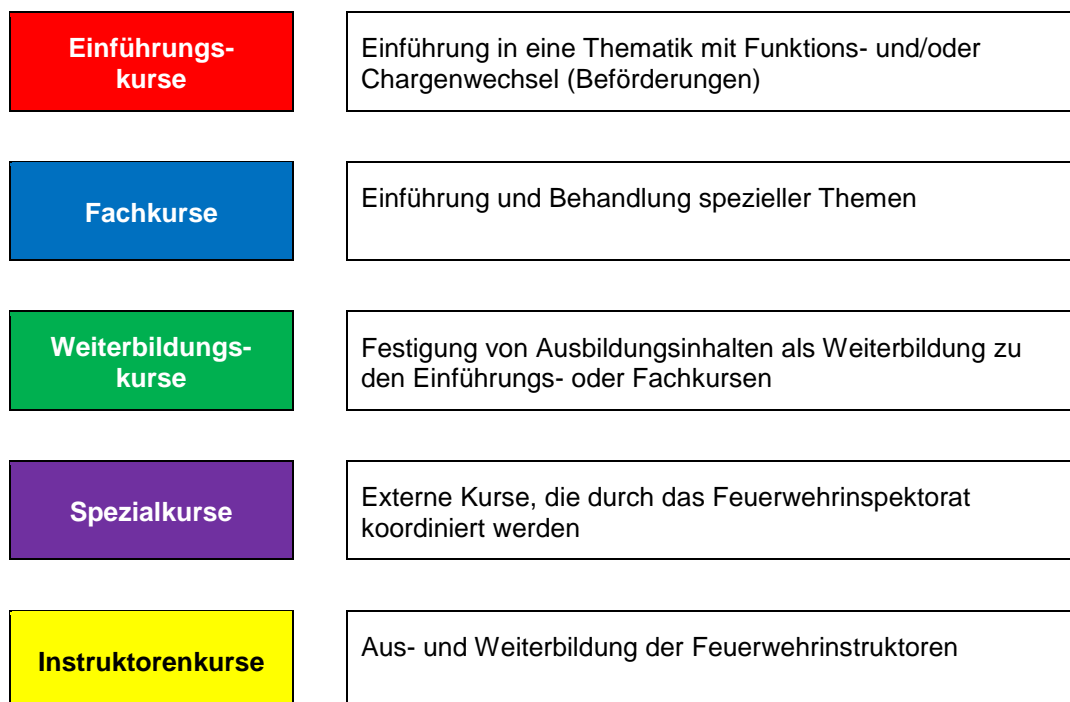 Einführungs-
kurse
Einführung in eine Thematik mit Funktions- und/oder
Chargenwechsel (Beförderungen)
Fachkurse
Einführung und Behandlung spezieller Themen
Weiterbildungs-
kurse
Festigung von Ausbildungsinhalten als Weiterbildung zu
den Einführungs- oder Fachkursen
Spezialkurse
Externe Kurse, die durch das Feuerwehrinspektorat
koordiniert werden
Instruktorenkurse
Aus- und Weiterbildung der Feuerwehrinstruktoren